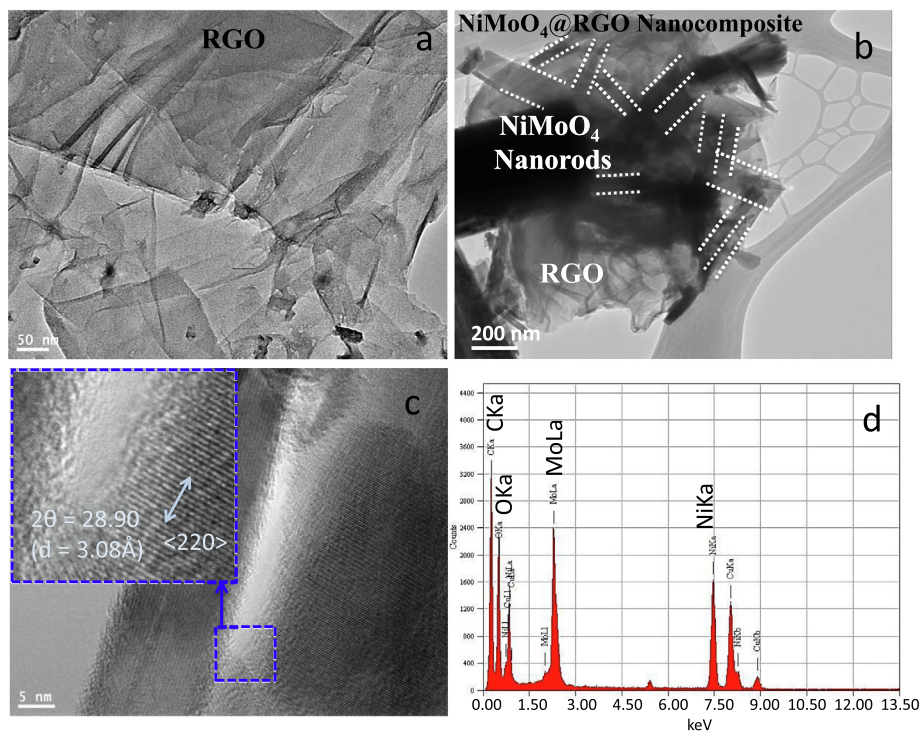 RGO
a
50 nm
NiMoO₄@RGO Nanocomposite
b
NiMoO₄
Nanorods
RGO
200 nm
c
2θ = 28.90
(d = 3.08Å)
<220>
5 nm
d
CKa
OKa
MoLa
NiKa
CKa
OKa
NiLa
MoLl
MoLa
NiKa
CuKa
NiKb
CuKb
Counts
4400
4000
3600
3200
2800
2400
2000
1600
1200
800
400
0
0.00 1.50 3.00 4.50 6.00 7.50 9.00 10.50 12.00 13.50
keV